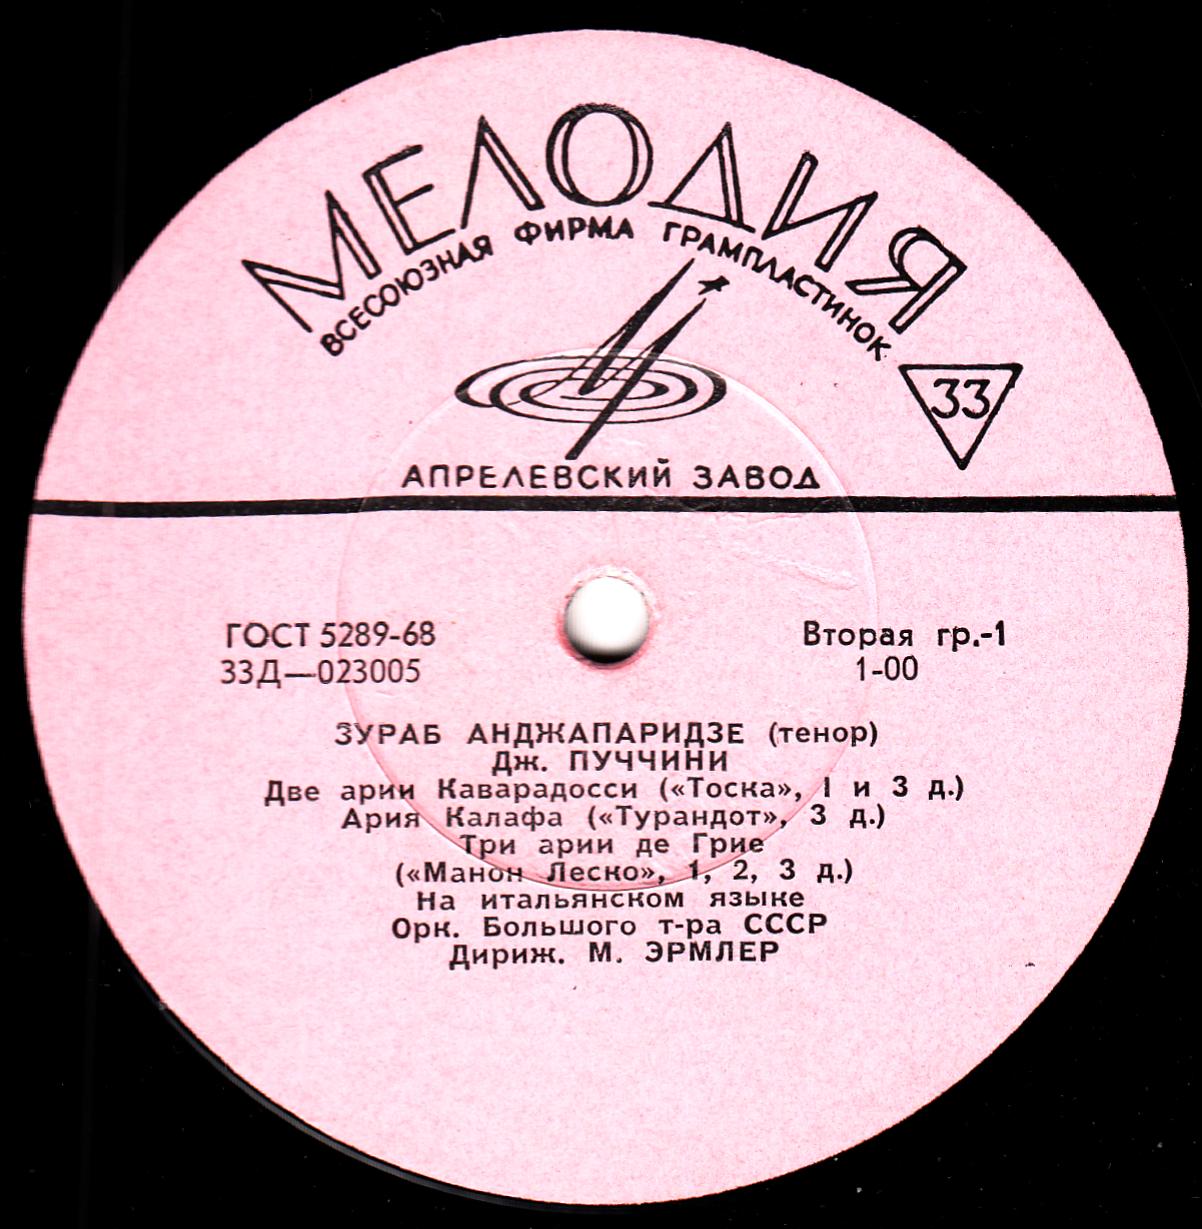 МЕЛОДИЯ
ВСЕСОЮЗНАЯ ФИРМА ГРАМПЛАСТИНОК
33
АПРЕЛЕВСКИЙ ЗАВОД
ГОСТ 5289-68
Вторая гр.-1
33Д—023005
1-00
ЗУРАБ АНДЖАПАРИДЗЕ (тенор)
Дж. ПУЧЧИНИ
Две арии Каварадосси («Тоска», 1 и 3 д.)
Ария Калафа («Турандот», 3 д.)
Три арии де Грие
(«Манон Леско», 1, 2, 3 д.)
На итальянском языке
Орк. Большого т-ра СССР
Дириж. М. ЭРМЛЕР